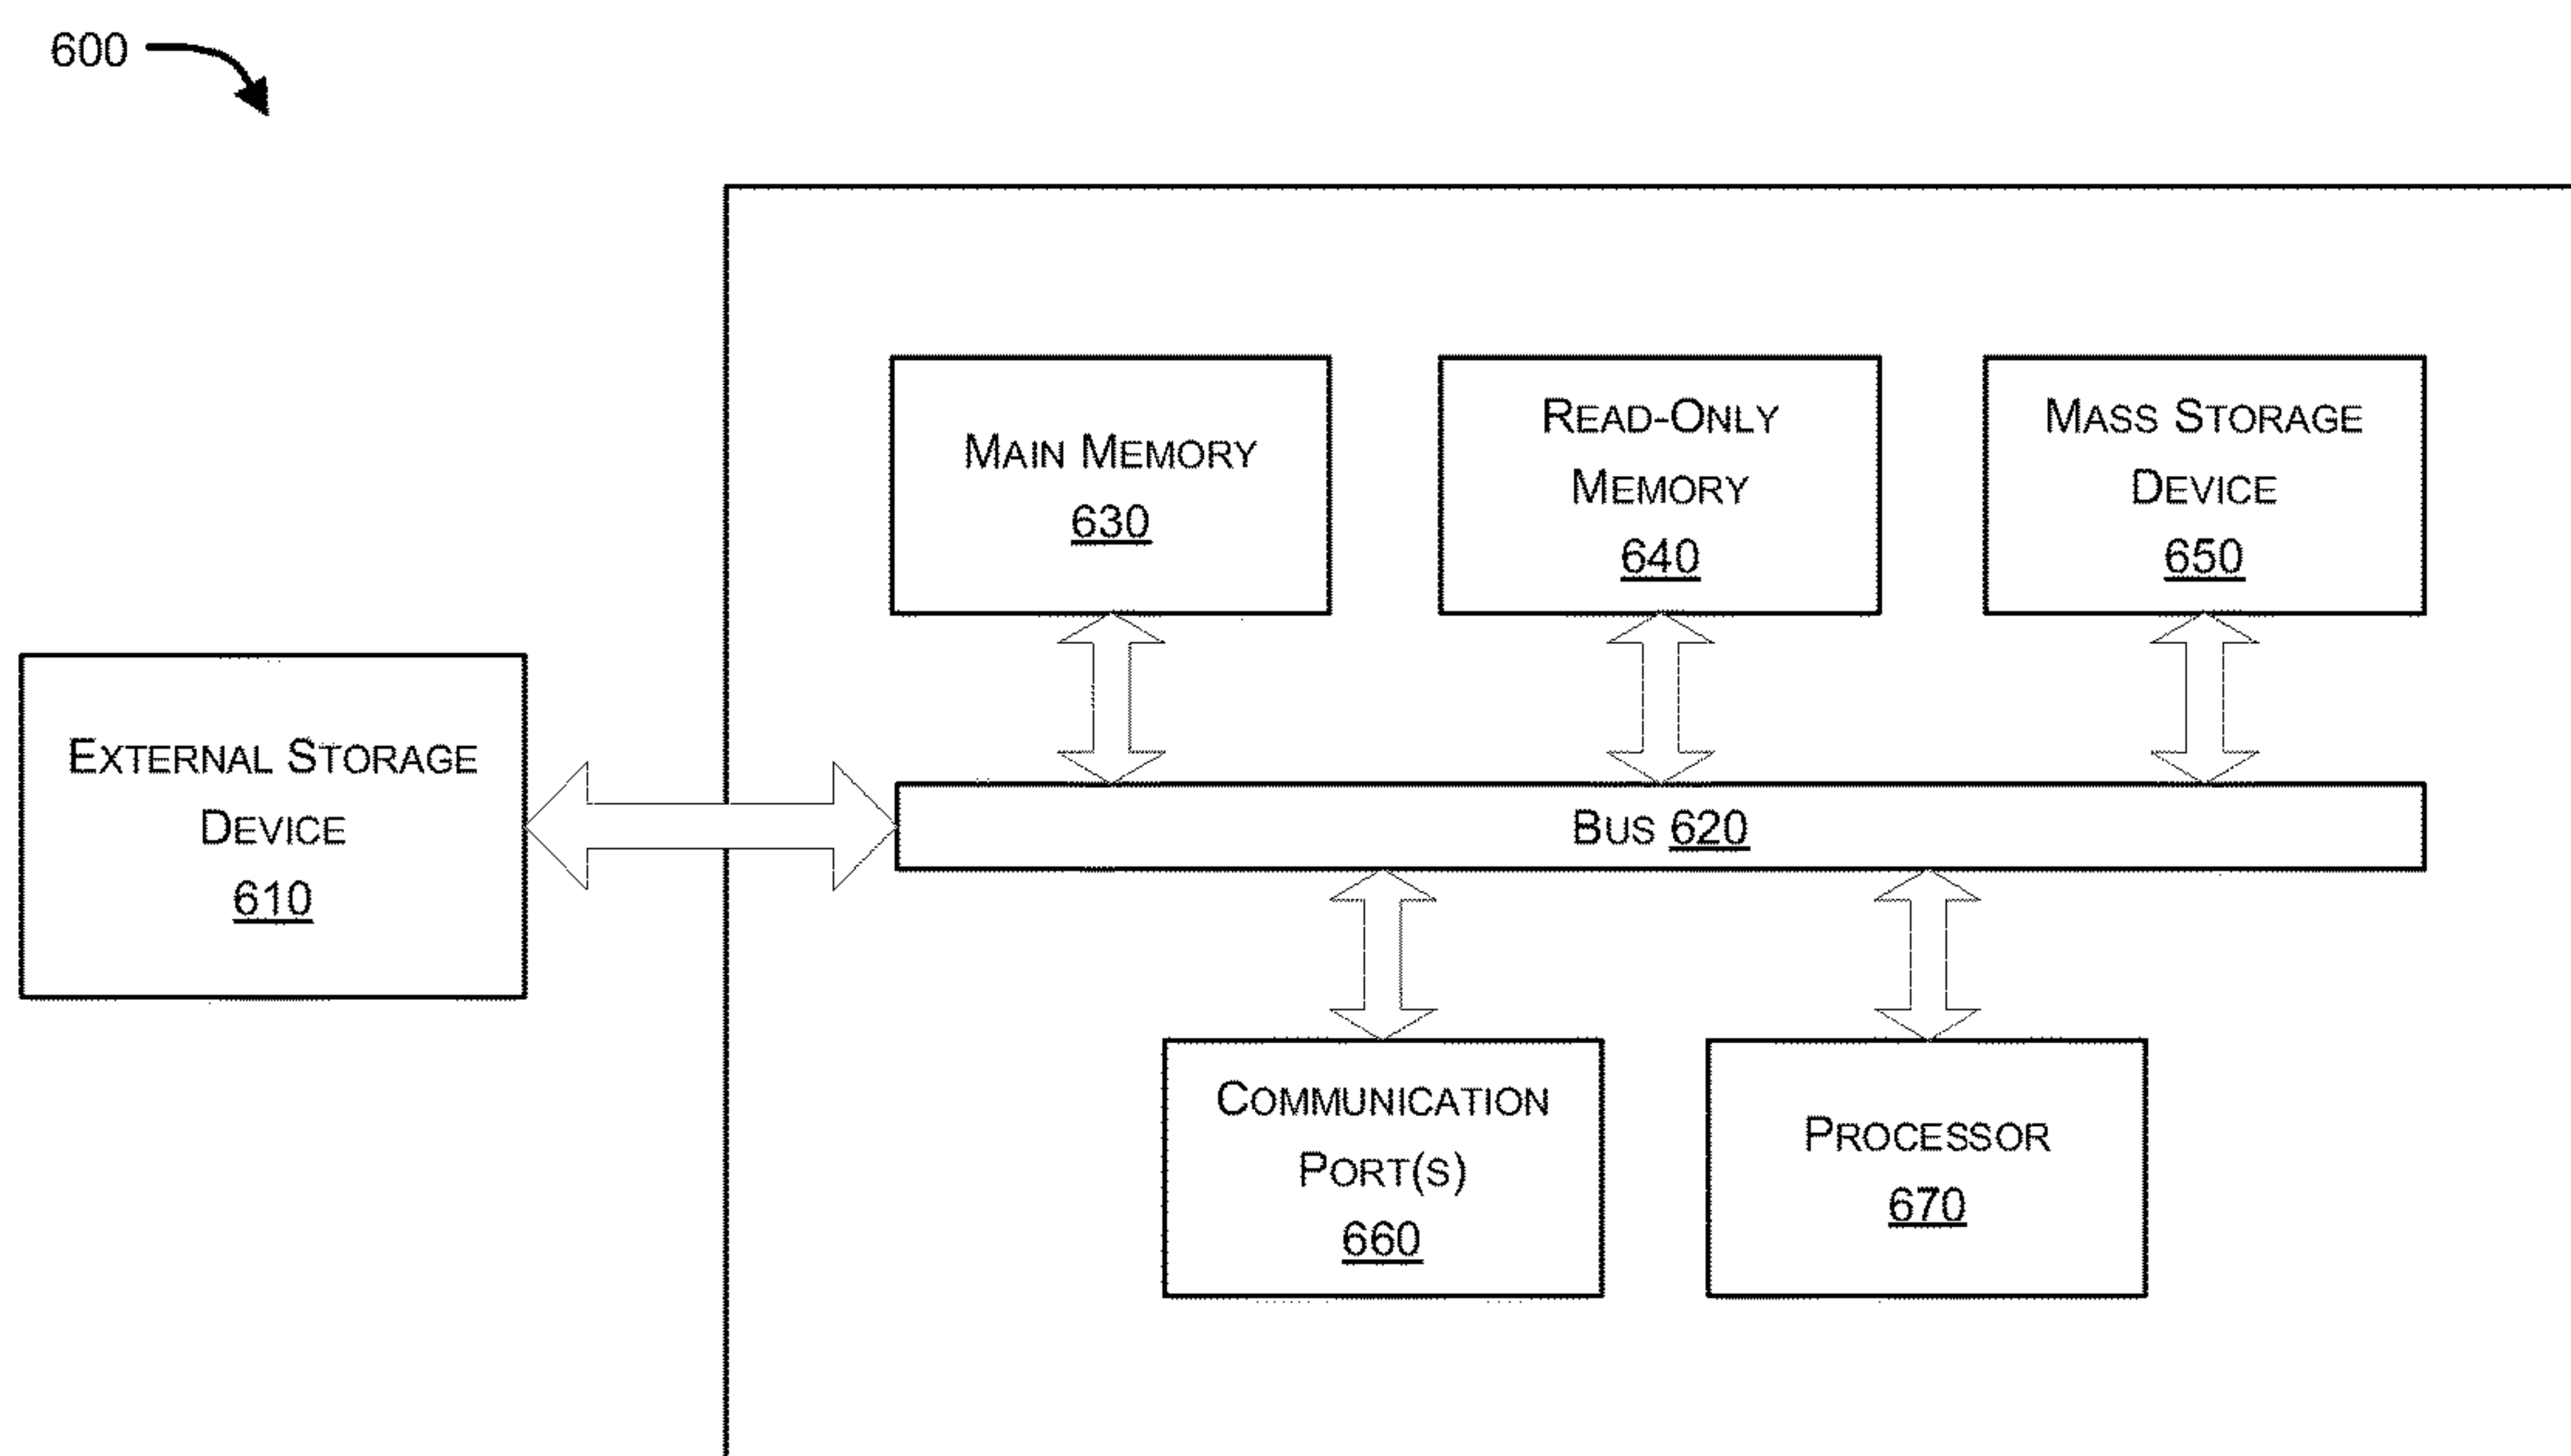 600
MAIN MEMORY
630
READ-ONLY
MEMORY
640
MASS STORAGE
DEVICE
650
EXTERNAL STORAGE
DEVICE
610
BUS 620
COMMUNICATION
PORT(S)
660
PROCESSOR
670